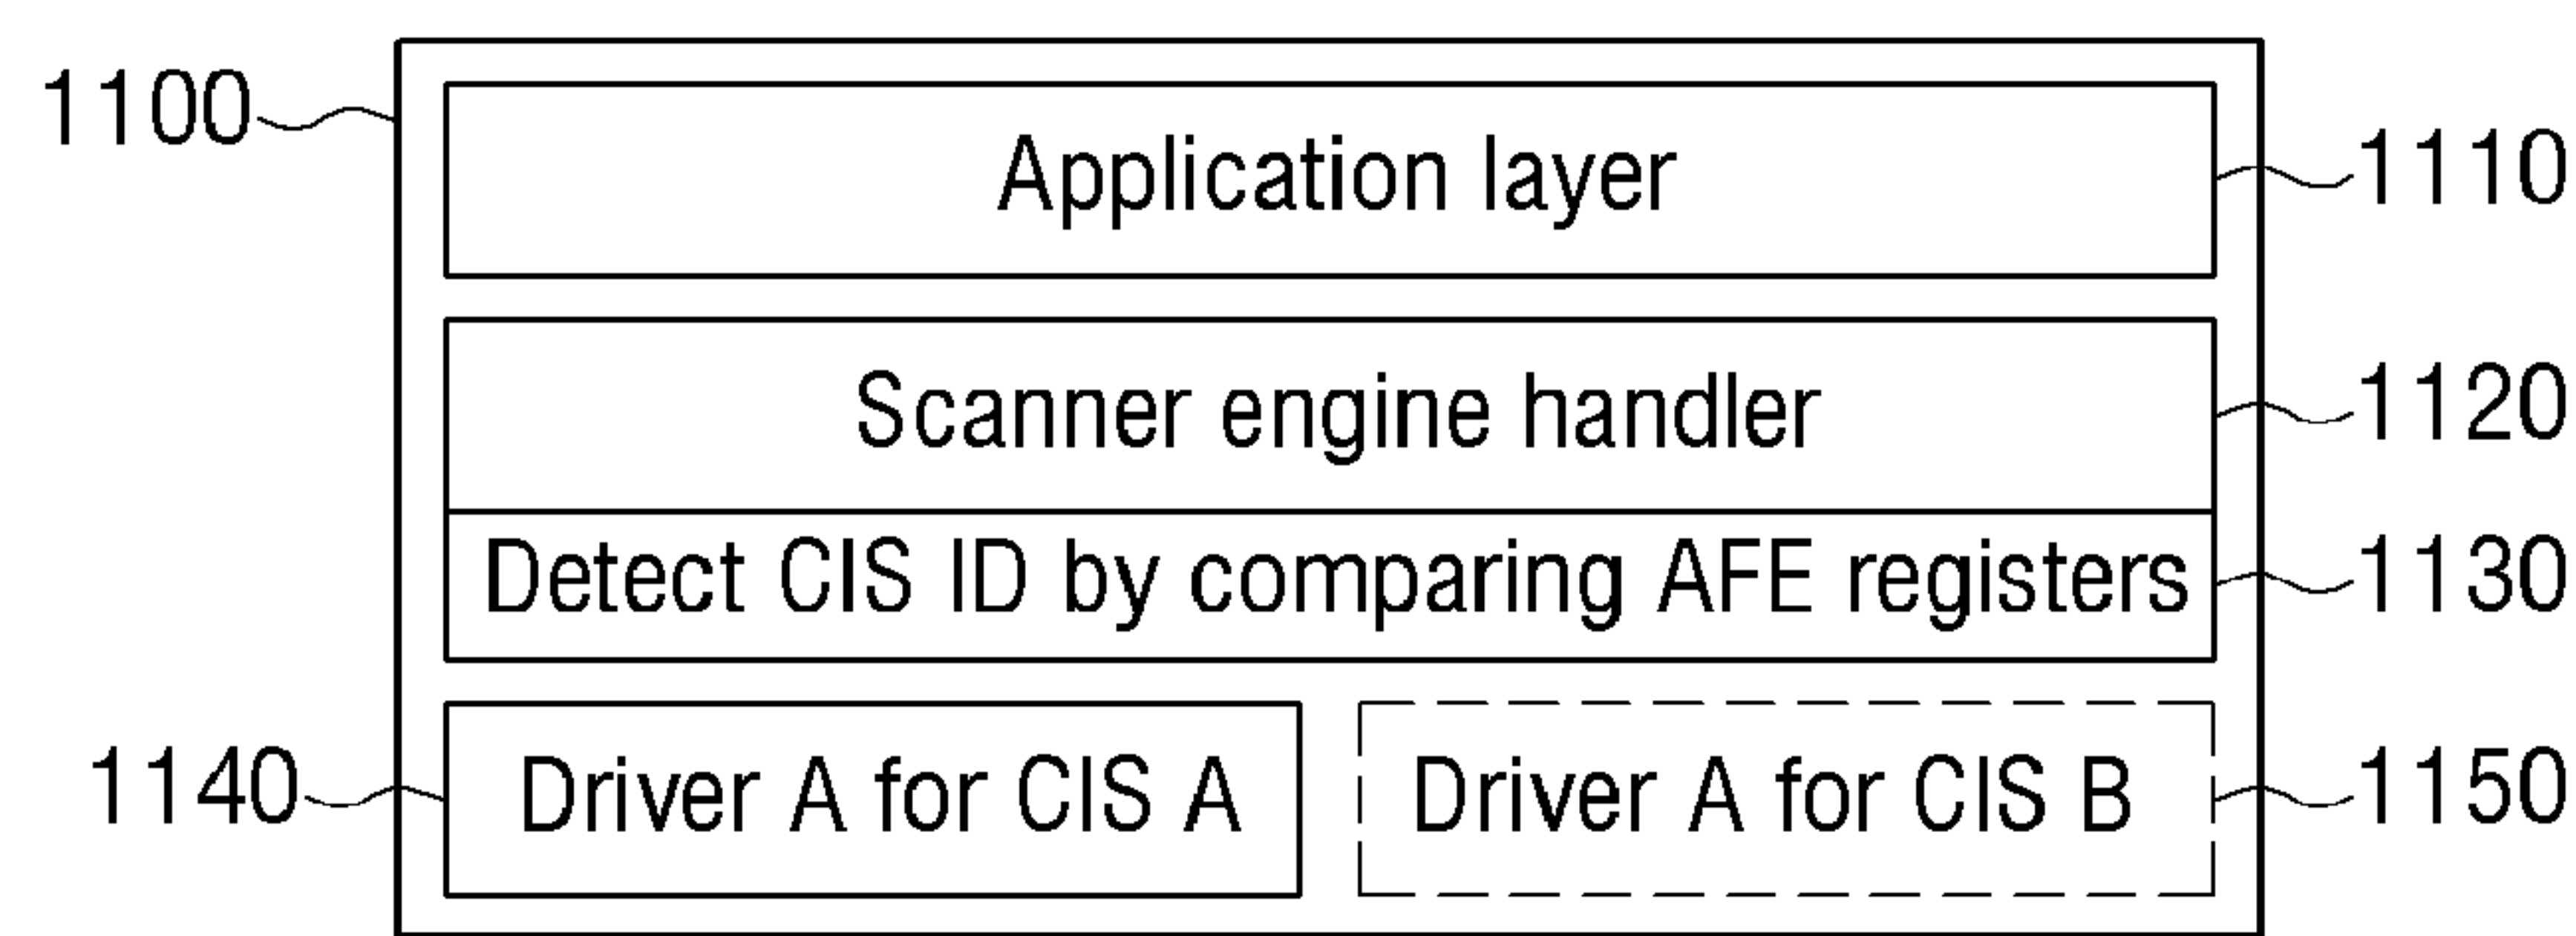 1100
Application layer 1110
Scanner engine handler 1120
Detect CIS ID by comparing AFE registers 1130
1140 Driver A for CIS A Driver A for CIS B 1150